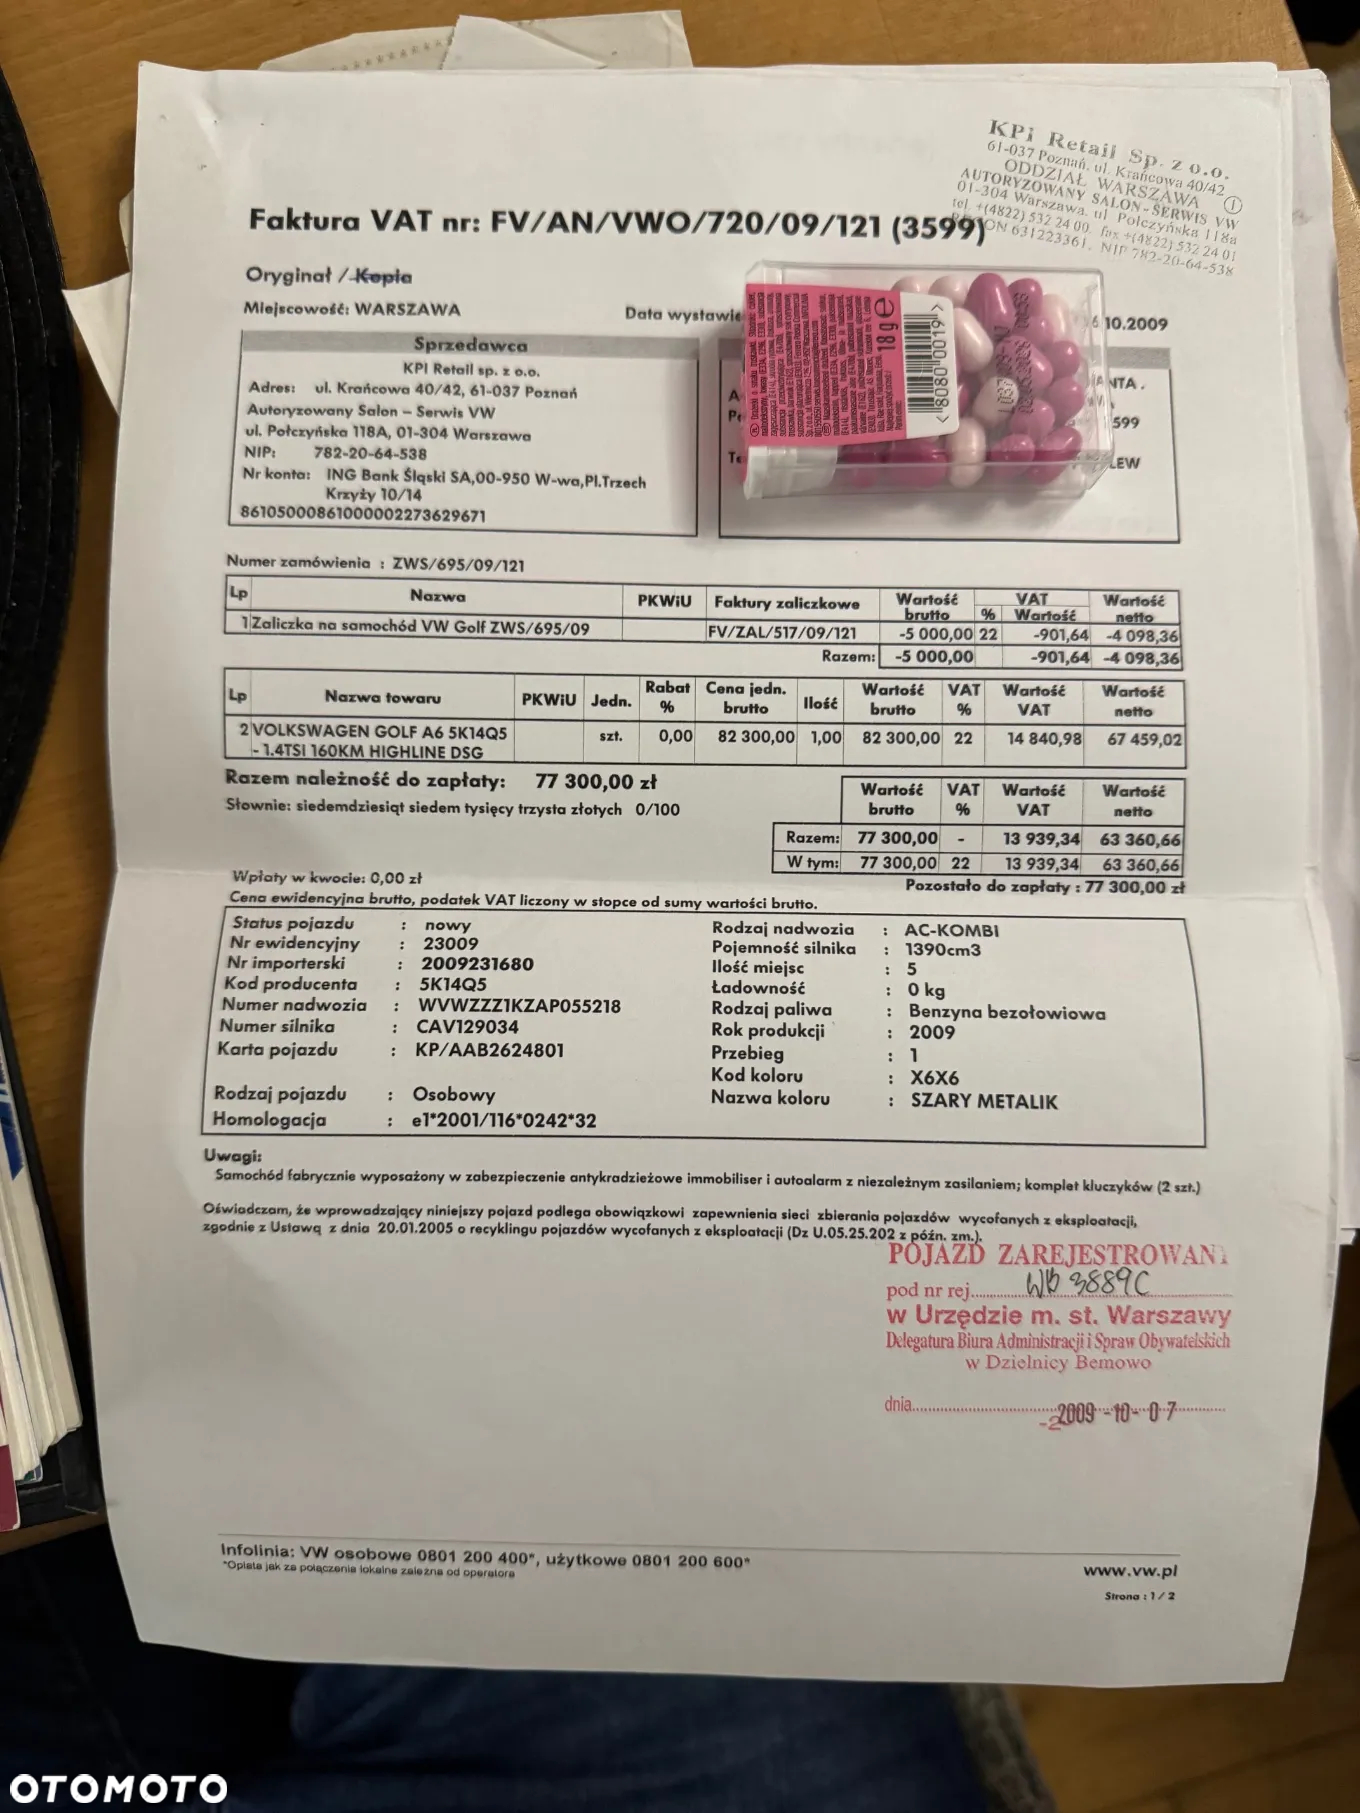 KPi Retail Sp. z o.o.
61-037 Poznań, ul. Krańcowa 40/42
ODDZIAŁ WARSZAWA
AUTORYZOWANY SALON-SERWIS VW
01-304 Warszawa, ul. Połczyńska 118a
tel. +(4822) 532 24 00, fax +(4822) 532 24 01
REGON 631223361, NIP 782-20-64-538
Faktura VAT nr: FV/AN/VWO/720/09/121 (3599)
Oryginał / Kopia
Miejscowość: WARSZAWA
Data wystawie
6.10.2009
Sprzedawca
KPI Retail sp. z o.o.
Adres: ul. Krańcowa 40/42, 61-037 Poznań
Autoryzowany Salon – Serwis VW
ul. Połczyńska 118A, 01-304 Warszawa
NIP: 782-20-64-538
Nr konta: ING Bank Śląski SA,00-950 W-wa,Pl.Trzech
Krzyży 10/14
86105000861000002273629671
18 g e
<80800019>
599
LEW
Numer zamówienia : ZWS/695/09/121
Lp Nazwa PKWiU Faktury zaliczkowe Wartość brutto VAT % Wartość Wartość netto
1 Zaliczka na samochód VW Golf ZWS/695/09 FV/ZAL/517/09/121 -5 000,00 22 -901,64 -4 098,36
Razem: -5 000,00 -901,64 -4 098,36
Lp Nazwa towaru PKWiU Jedn. Rabat % Cena jedn. brutto Ilość Wartość brutto VAT % Wartość VAT Wartość netto
2 VOLKSWAGEN GOLF A6 5K14Q5 szt. 0,00 82 300,00 1,00 82 300,00 22 14 840,98 67 459,02
- 1.4TSI 160KM HIGHLINE DSG
Razem należność do zapłaty: 77 300,00 zł
Słownie: siedemdziesiąt siedem tysięcy trzysta złotych 0/100
Wartość brutto VAT % Wartość VAT Wartość netto
Razem: 77 300,00 - 13 939,34 63 360,66
W tym: 77 300,00 22 13 939,34 63 360,66
Wpłaty w kwocie: 0,00 zł
Pozostało do zapłaty : 77 300,00 zł
Cena ewidencyjna brutto, podatek VAT liczony w stopce od sumy wartości brutto.
Status pojazdu : nowy
Nr ewidencyjny : 23009
Nr importerski : 2009231680
Kod producenta : 5K14Q5
Numer nadwozia : WVWZZZ1KZAP055218
Numer silnika : CAV129034
Karta pojazdu : KP/AAB2624801
Rodzaj pojazdu : Osobowy
Homologacja : e1*2001/116*0242*32
Rodzaj nadwozia : AC-KOMBI
Pojemność silnika : 1390cm3
Ilość miejsc : 5
Ładowność : 0 kg
Rodzaj paliwa : Benzyna bezołowiowa
Rok produkcji : 2009
Przebieg : 1
Kod koloru : X6X6
Nazwa koloru : SZARY METALIK
Uwagi:
Samochód fabrycznie wyposażony w zabezpieczenie antykradzieżowe immobiliser i autoalarm z niezależnym zasilaniem; komplet kluczyków (2 szt.)
Oświadczam, że wprowadzający niniejszy pojazd podlega obowiązkowi zapewnienia sieci zbierania pojazdów wycofanych z eksploatacji,
zgodnie z Ustawą z dnia 20.01.2005 o recyklingu pojazdów wycofanych z eksploatacji (Dz U.05.25.202 z późn. zm.).
POJAZD ZAREJESTROWANY
pod nr rej. WB 3889C
w Urzędzie m. st. Warszawy
Delegatura Biura Administracji i Spraw Obywatelskich
w Dzielnicy Bemowo
dnia 2009 -10- 07
Infolinia: VW osobowe 0801 200 400*, użytkowe 0801 200 600*
*Opłata jak za połączenia lokalne zależna od operatora
www.vw.pl
Strona : 1 / 2
OTOMOTO